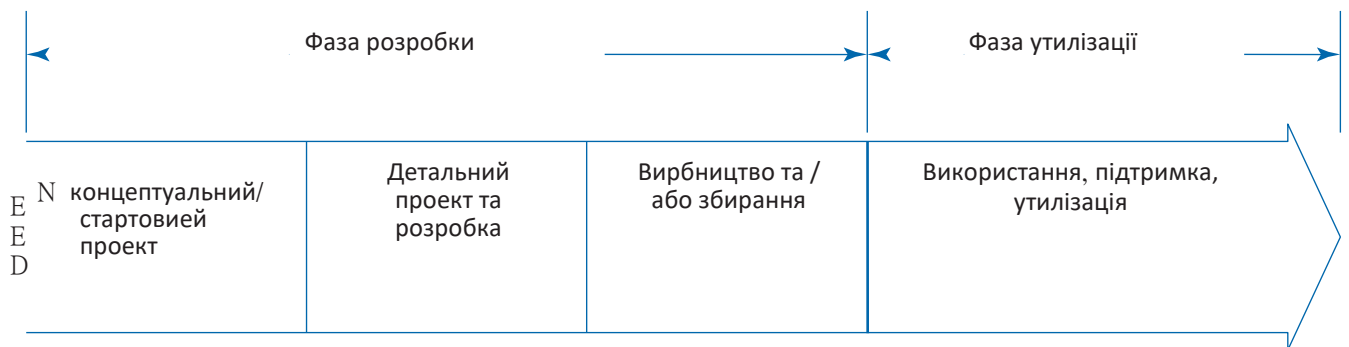 Фаза розробки
Фаза утилізації
N
E
E
D
концептуальний/
стартовией
проект
Детальний
проект та
розробка
Вирбництво та /
або збирання
Використання, підтримка,
утилізація